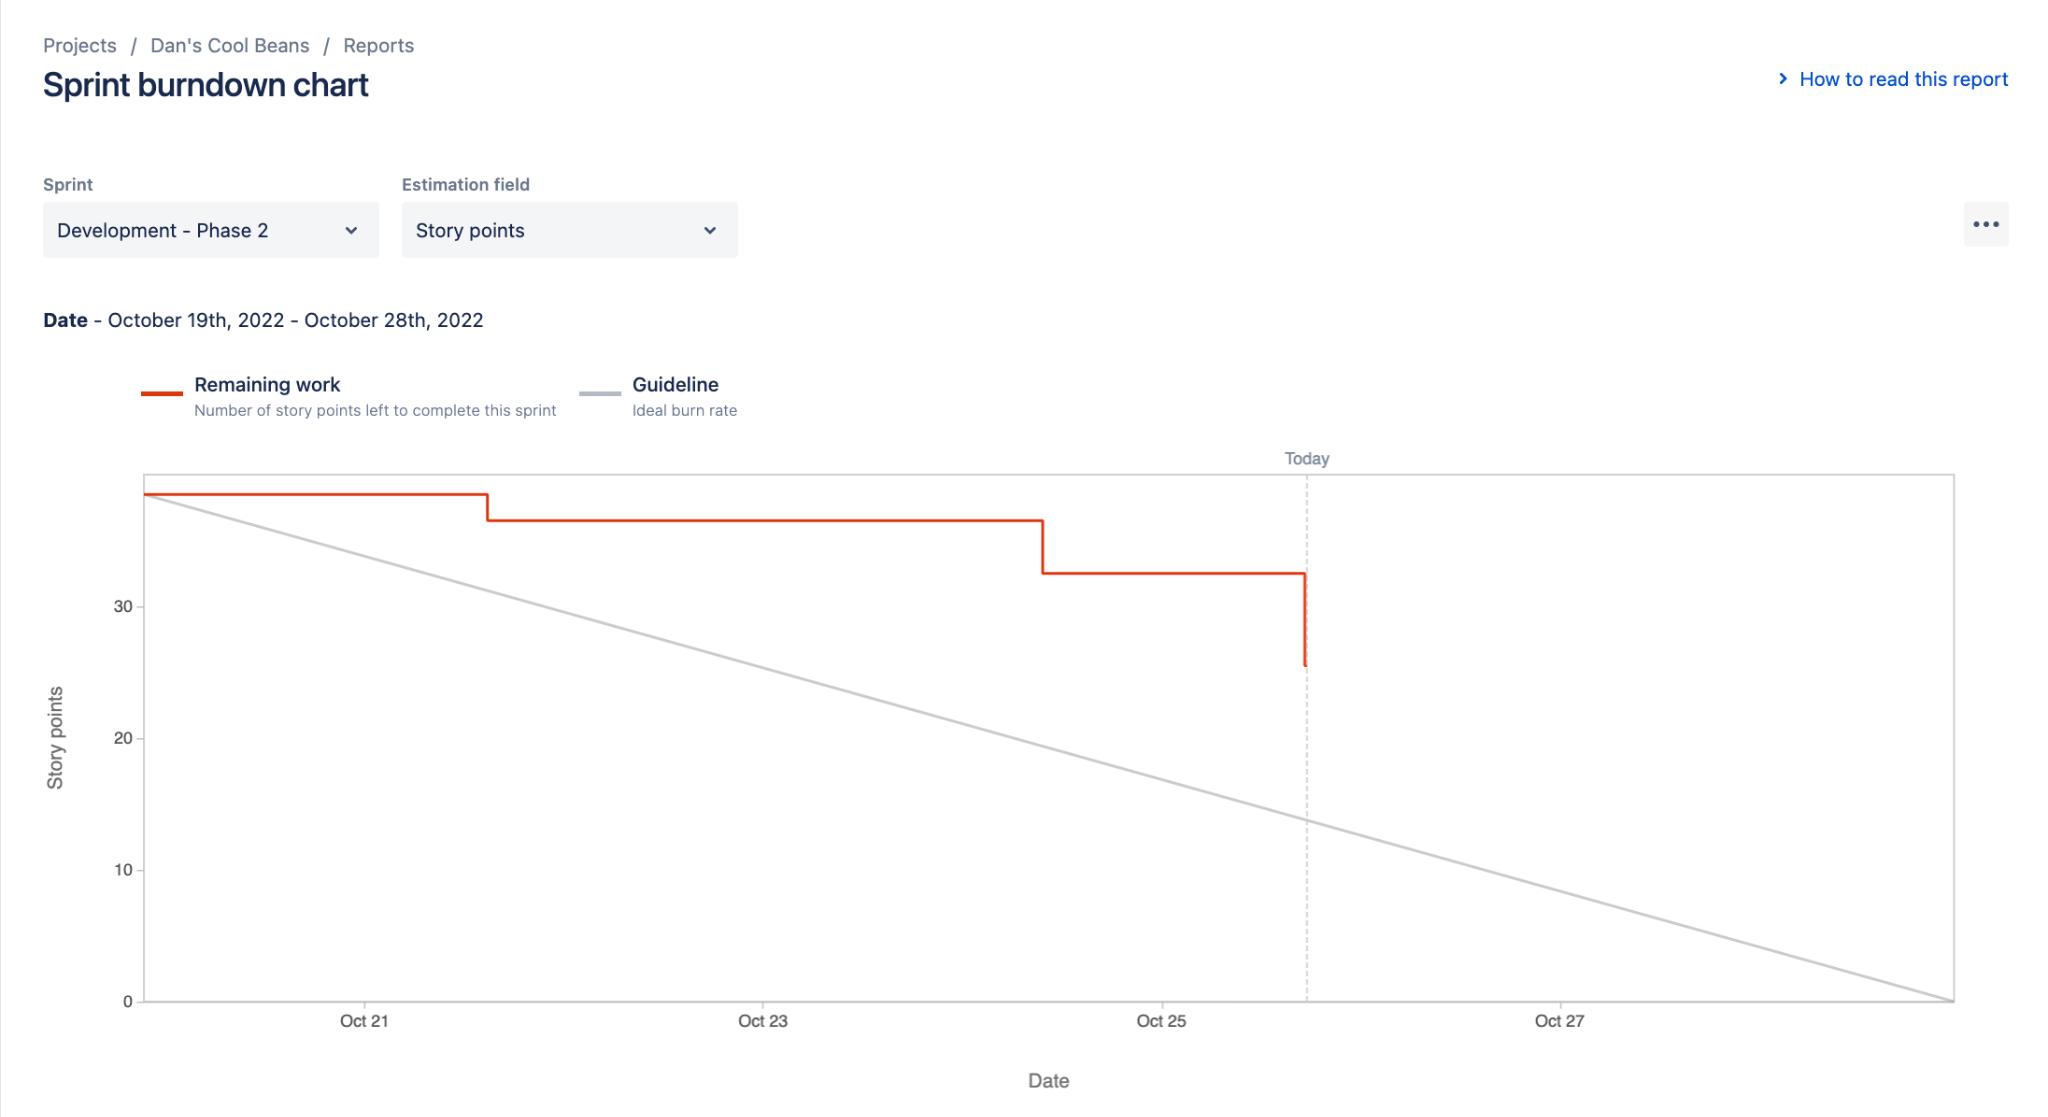 Projects / Dan's Cool Beans / Reports
Sprint burndown chart
How to read this report
Sprint
Estimation field
Development - Phase 2
Story points
Date - October 19th, 2022 - October 28th, 2022
Remaining work
Number of story points left to complete this sprint
Guideline
Ideal burn rate
Today
30
20
10
0
Story points
Oct 21
Oct 23
Oct 25
Oct 27
Date